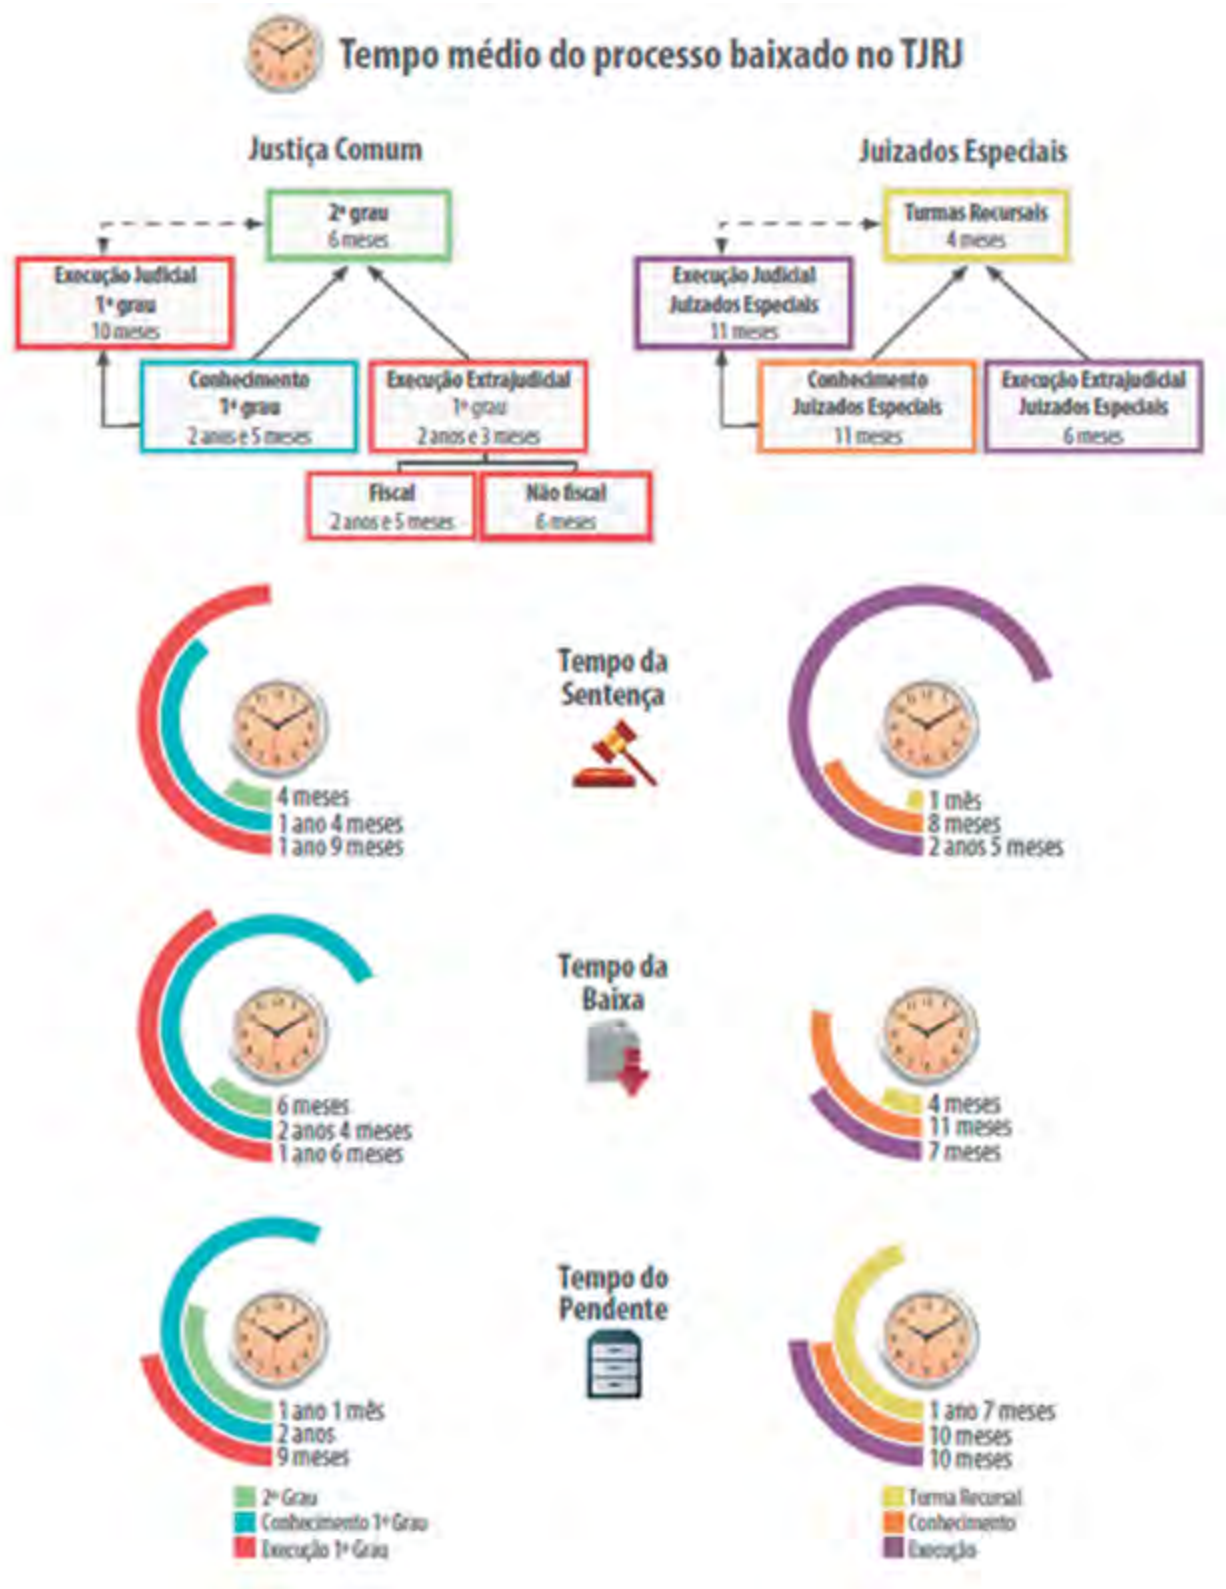 Tempo médio do processo baixado no TJRJ
Justiça Comum
2º grau
6 meses
Execução Judicial
1º grau
10 meses
Conhecimento
1º grau
2 anos e 5 meses
Execução Extrajudicial
1º grau
2 anos e 3 meses
Fiscal
2 anos e 5 meses
Não fiscal
6 meses
Juizados Especiais
Turmas Recursais
4 meses
Execução Judicial
Juizados Especiais
11 meses
Conhecimento
Juizados Especiais
11 meses
Execução Extrajudicial
Juizados Especiais
6 meses
Tempo da
Sentença
4 meses
1 ano 4 meses
1 ano 9 meses
1 mês
8 meses
2 anos 5 meses
Tempo da
Baixa
6 meses
2 anos 4 meses
1 ano 6 meses
4 meses
11 meses
7 meses
Tempo do
Pendente
1 ano 1 mês
2 anos
9 meses
1 ano 7 meses
10 meses
10 meses
2º Grau
Conhecimento 1º Grau
Execução 1º Grau
Turma Recursal
Conhecimento
Execução